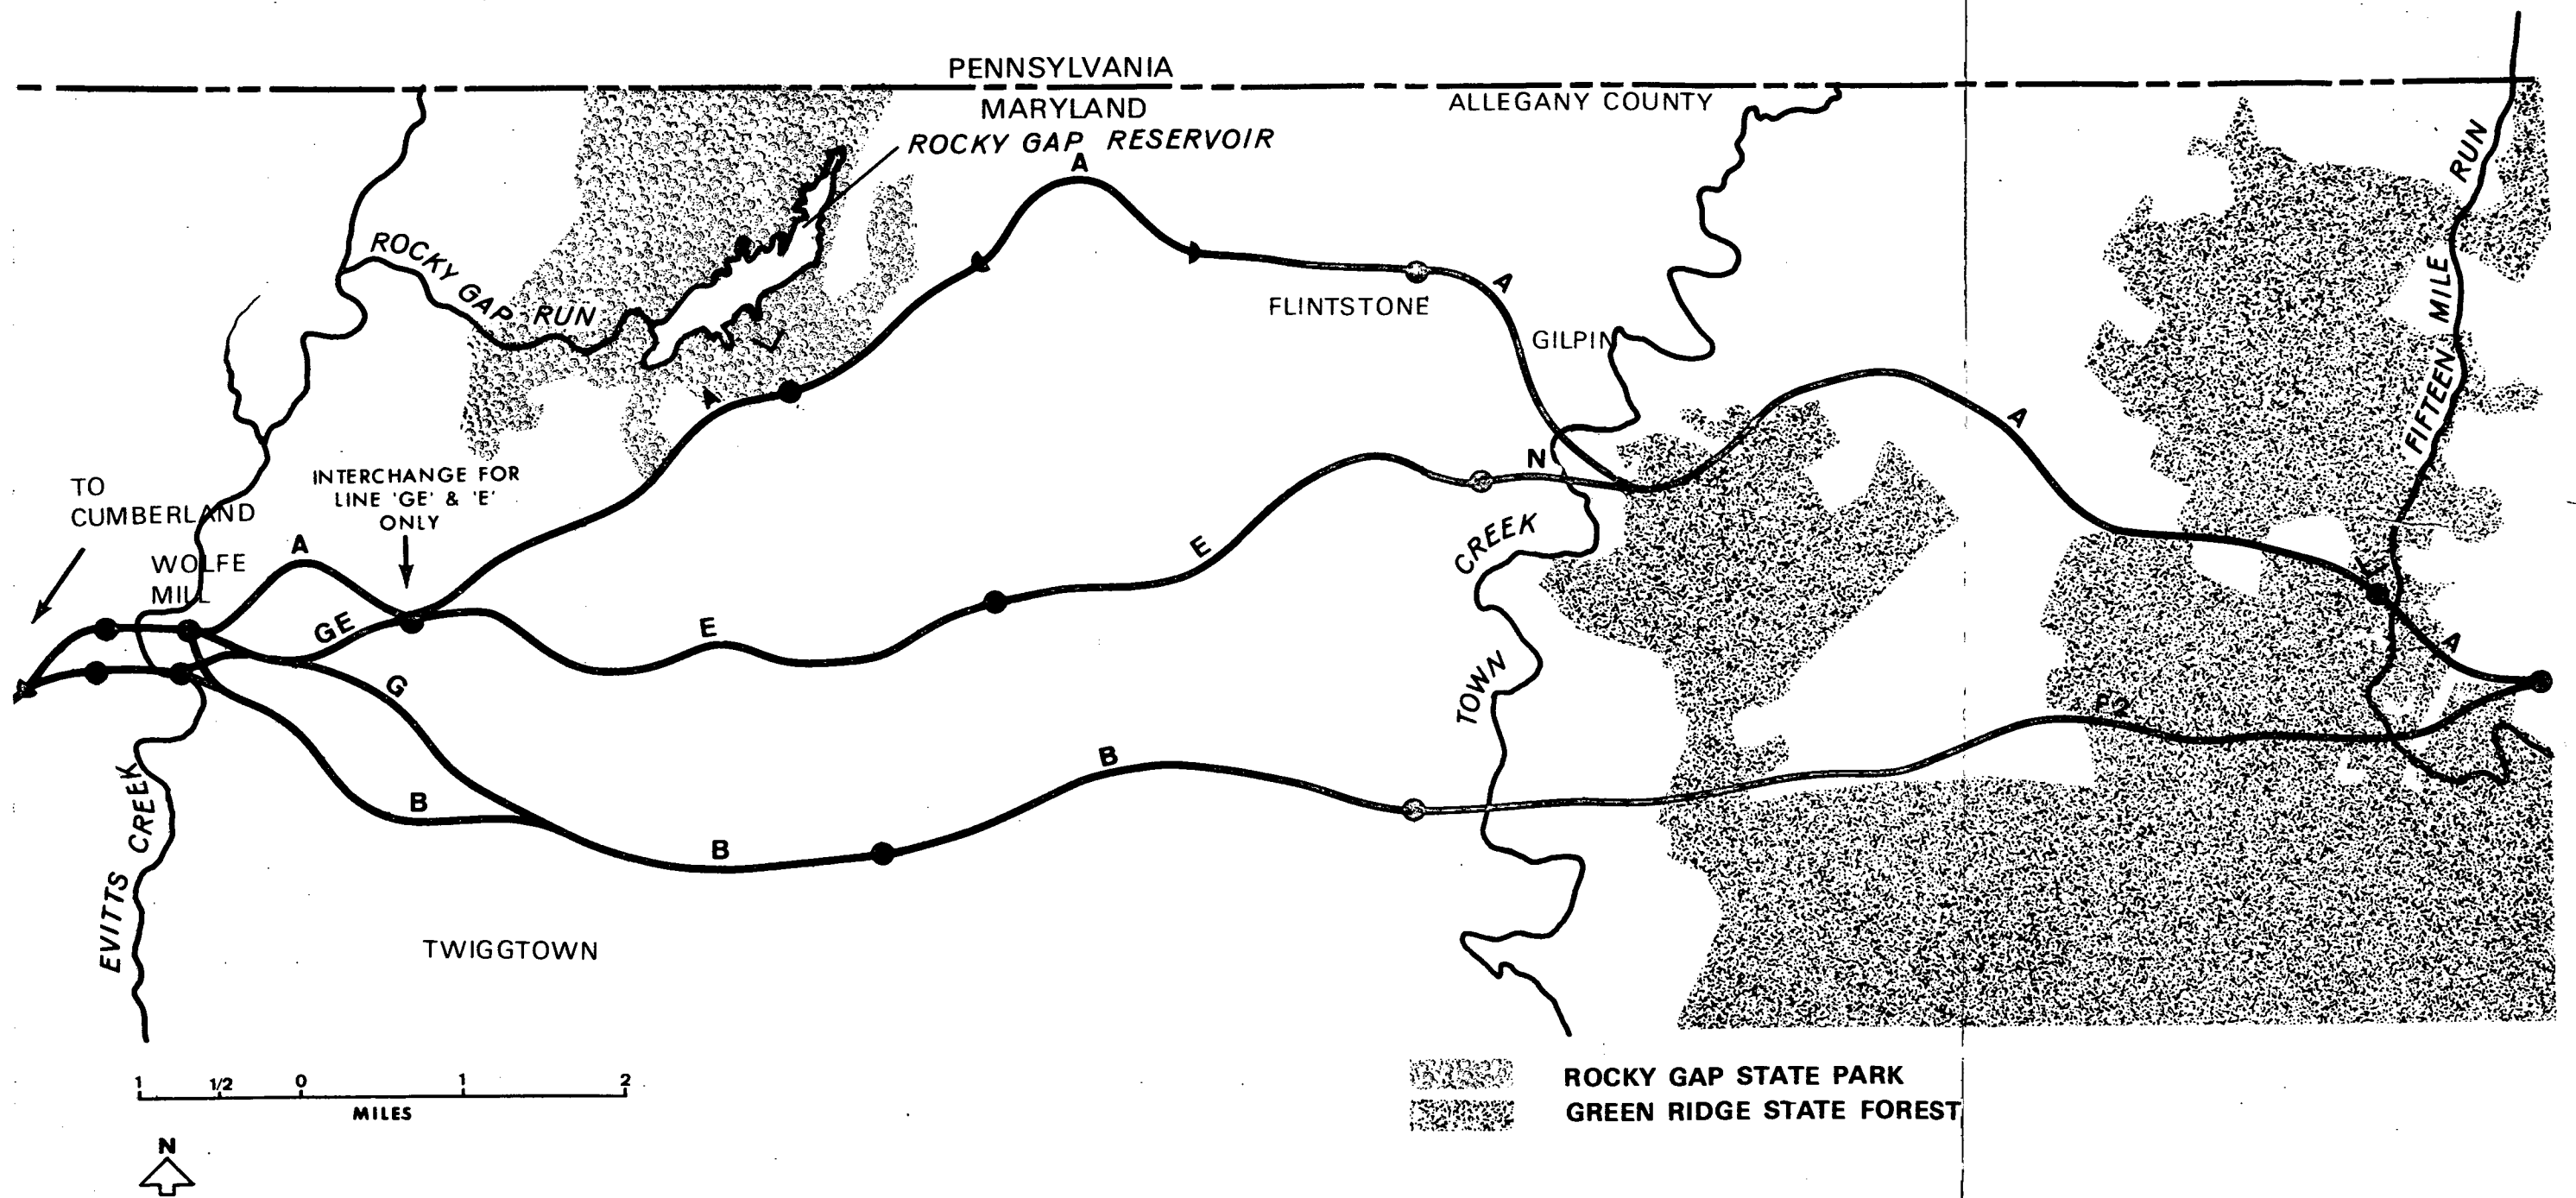 PENNSYLVANIA
MARYLAND
ALLEGANY COUNTY
ROCKY GAP RESERVOIR
A
RUN
ROCKY GAP RUN
A
FLINTSTONE
GILPIN
MILE
FIFTEEN
A
A
N
INTERCHANGE FOR
LINE 'GE' & 'E'
ONLY
TO
CUMBERLAND
WOLFE
MILL
A
E
CREEK
TOWN
GE
E
G
A
F2
B
B
B
EVITTS CREEK
TWIGGTOWN
1 1/2 0 1 2
MILES
N
ROCKY GAP STATE PARK
GREEN RIDGE STATE FOREST